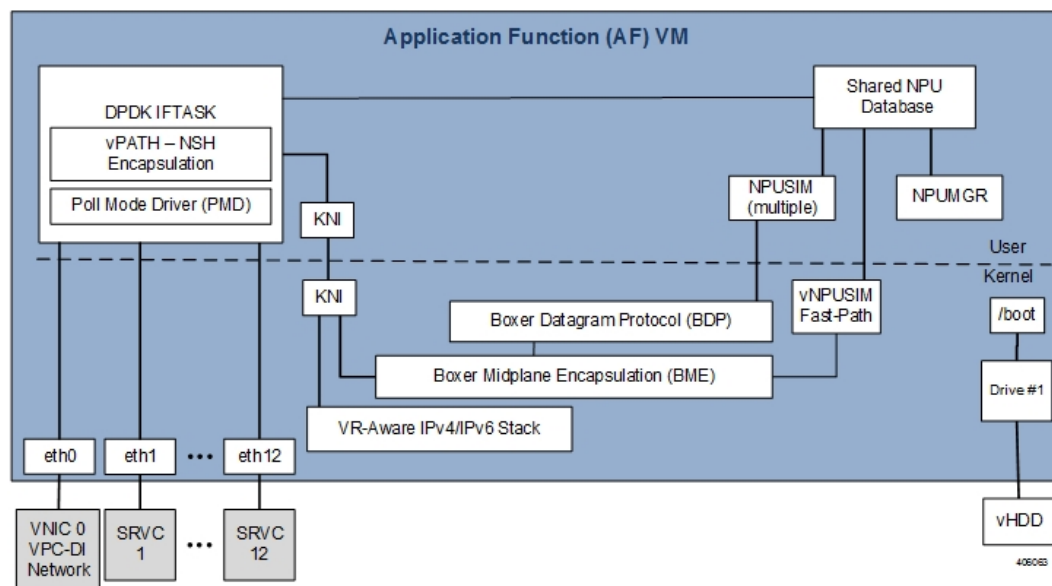 Application Function (AF) VM
DPDK IFTASK
vPATH – NSH
Encapsulation
Poll Mode Driver (PMD)
Shared NPU
Database
NPUSIM
(multiple)
NPUMGR
KNI
User
Kernel
KNI
vNPUSIM
Fast-Path
/boot
Boxer Datagram Protocol (BDP)
Boxer Midplane Encapsulation (BME)
Drive #1
VR-Aware IPv4/IPv6 Stack
eth0
eth1
•••
eth12
VNIC 0
VPC-DI
Network
SRVC
1
•••
SRVC
12
vHDD
406063